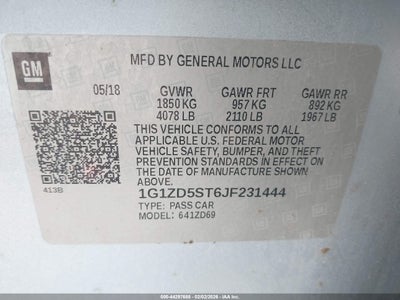 GM
MFD BY GENERAL MOTORS LLC
05/18 GVWR GAWR FRT GAWR RR
1850 KG 957 KG 892 KG
4078 LB 2110 LB 1967 LB
THIS VEHICLE CONFORMS TO ALL
APPLICABLE U.S. FEDERAL MOTOR
VEHICLE SAFETY, BUMPER, AND THEFT
PREVENTION STANDARDS IN EFFECT ON
THE DATE OF MANUFACTURE SHOWN
ABOVE.
413B
1G1ZD5ST6JF231444
TYPE: PASS CAR
MODEL: 641ZD69